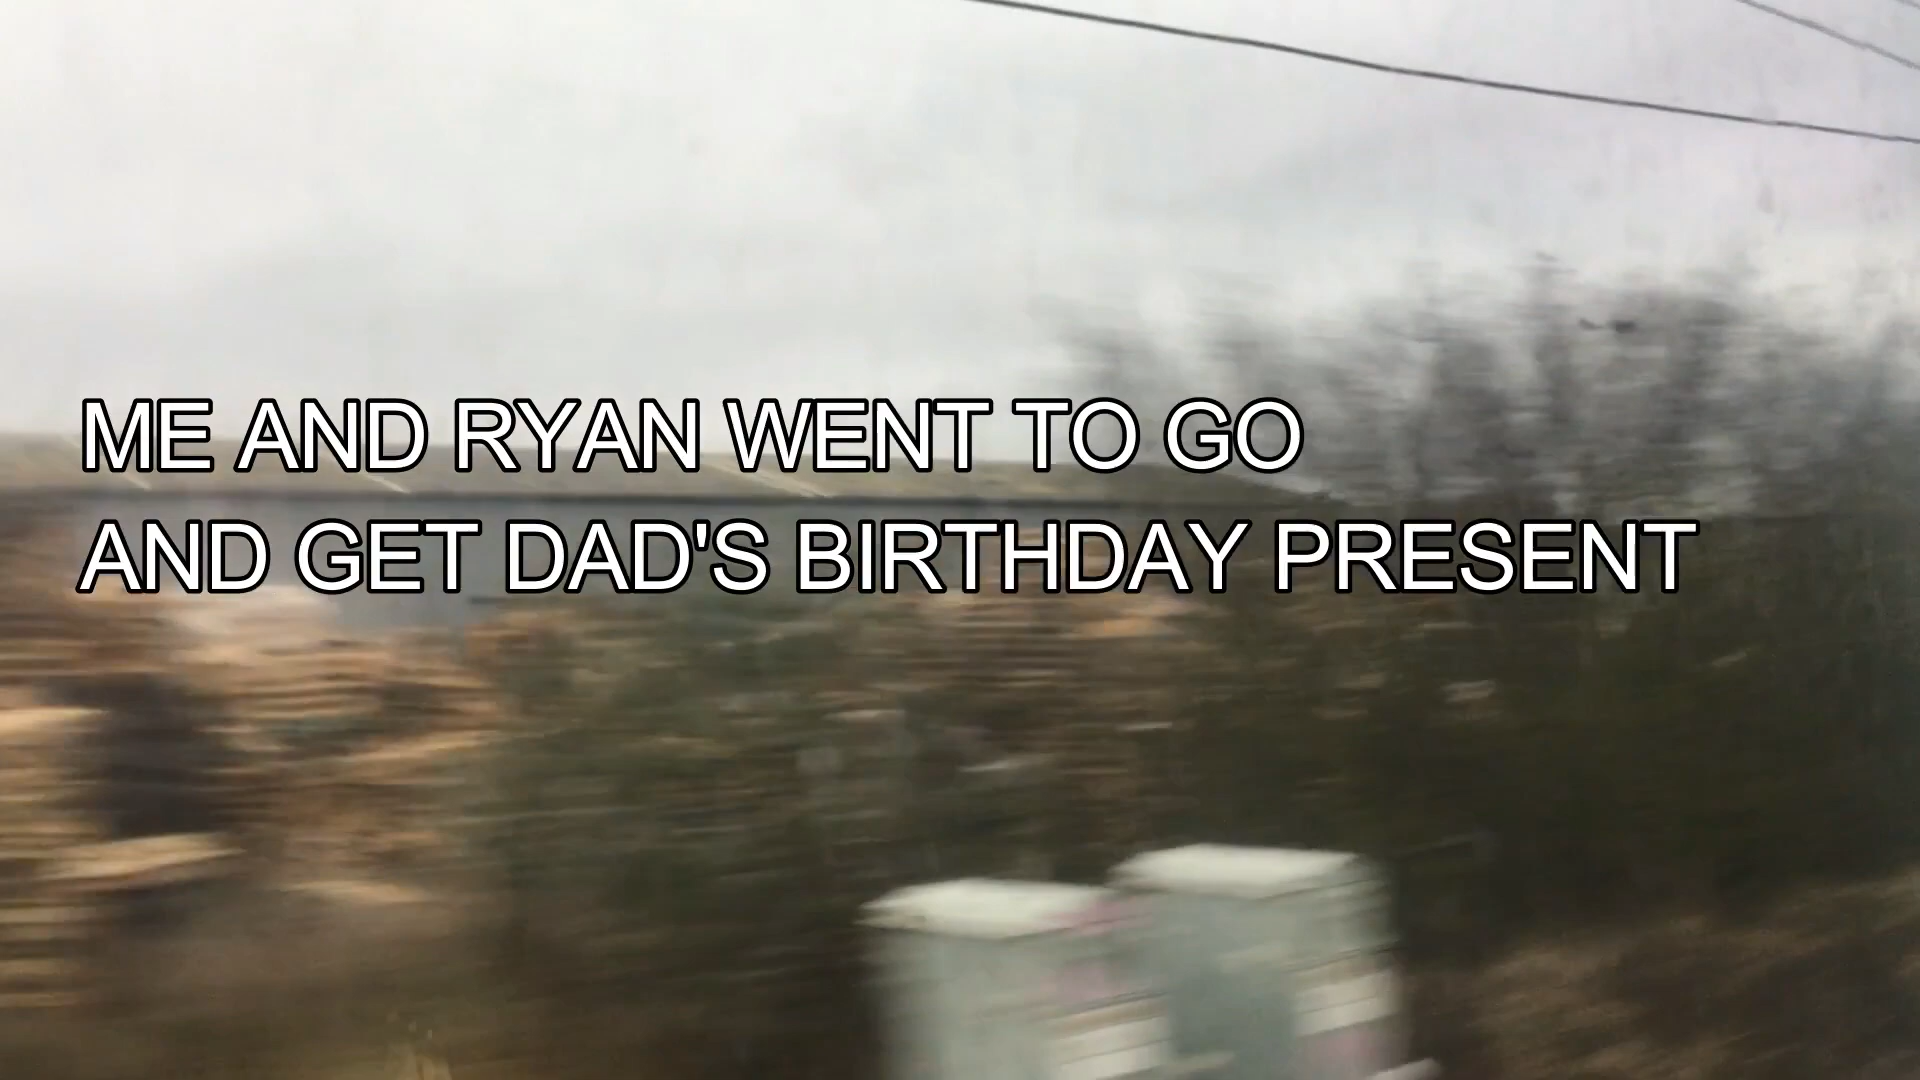 ME AND RYAN WENT TO GO
AND GET DAD'S BIRTHDAY PRESENT